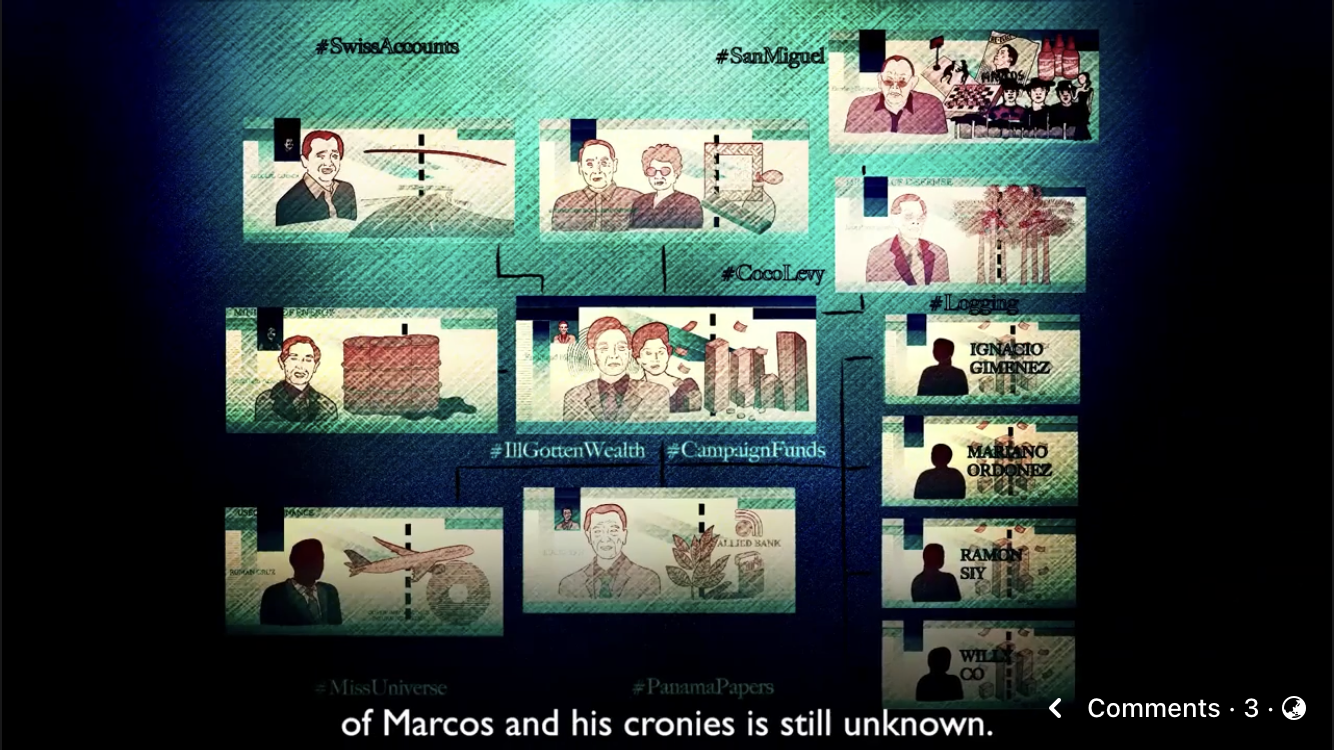 #SwissAccounts
#SanMiguel
#CocoLevy
#Logging
IGNACIO
GIMENEZ
#IllGottenWealth
#CampaignFunds
MARIANO
ORDONEZ
ALLIED BANK
RAMON
SIY
WILLY
CO
#MissUniverse
#PanamaPapers
Comments · 3 ·
of Marcos and his cronies is still unknown.